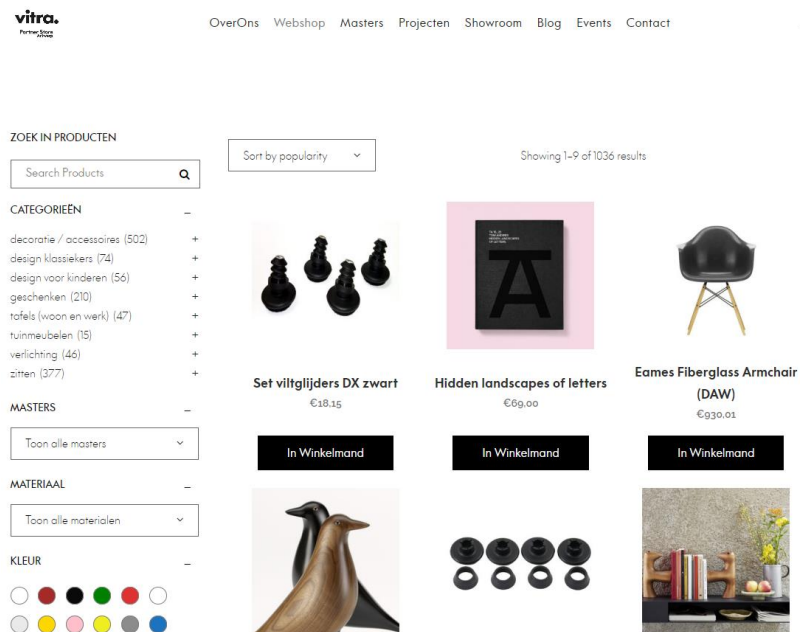 vitra.
Partner Store
Antwerp
OverOns Webshop Masters Projecten Showroom Blog Events Contact
ZOEK IN PRODUCTEN
Search Products
CATEGORIEËN
decoratie / accessoires (502)
design klassiekers (74)
design voor kinderen (56)
geschenken (210)
tafels (woon en werk) (47)
tuinmeubelen (15)
verlichting (46)
zitten (377)
MASTERS
Toon alle masters
MATERIAAL
Toon alle materialen
KLEUR
Sort by popularity
Showing 1–9 of 1036 results
Set viltglijders DX zwart
€18,15
In Winkelmand
Hidden landscapes of letters
€69,00
In Winkelmand
Eames Fiberglass Armchair
(DAW)
€930,01
In Winkelmand